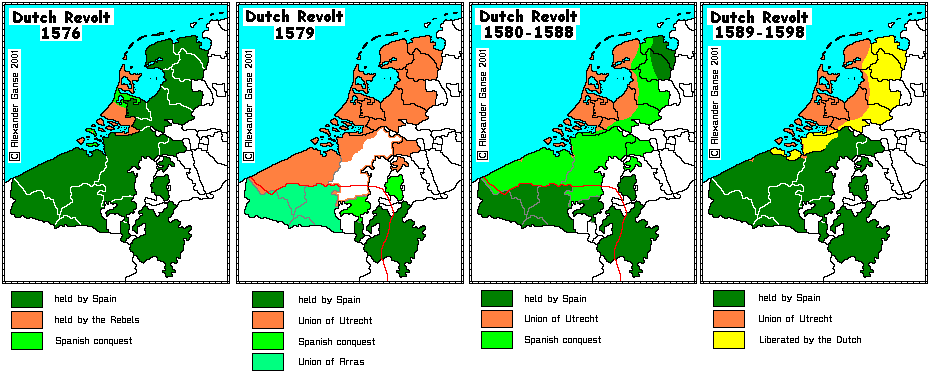 Dutch Revolt
1576
© Alexander Ganse 2001
held by Spain
held by the Rebels
Spanish conquest
Dutch Revolt
1579
© Alexander Ganse 2001
held by Spain
Union of Utrecht
Spanish conquest
Union of Arras
Dutch Revolt
1580-1588
© Alexander Ganse 2001
held by Spain
Union of Utrecht
Spanish conquest
Dutch Revolt
1589-1598
© Alexander Ganse 2001
held by Spain
Union of Utrecht
Liberated by the Dutch